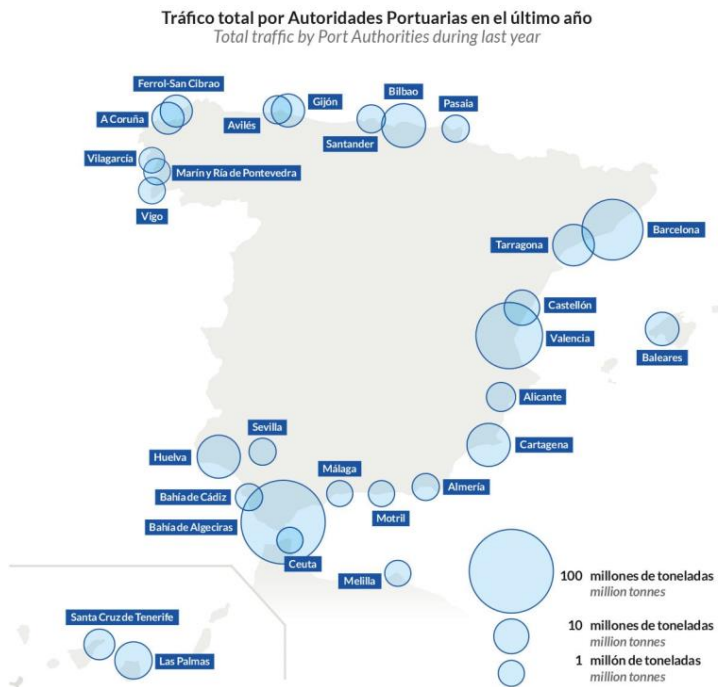 Tráfico total por Autoridades Portuarias en el último año
Total traffic by Port Authorities during last year
Ferrol-San Cibrao
A Coruña
Avilés
Gijón
Santander
Bilbao
Pasaia
Vilagarcía
Marín y Ría de Pontevedra
Vigo
Barcelona
Tarragona
Castellón
Valencia
Baleares
Alicante
Cartagena
Sevilla
Huelva
Málaga
Almería
Bahía de Cádiz
Motril
Bahía de Algeciras
Ceuta
Melilla
Santa Cruz de Tenerife
Las Palmas
100 millones de toneladas
million tonnes
10 millones de toneladas
million tonnes
1 millón de toneladas
million tonnes